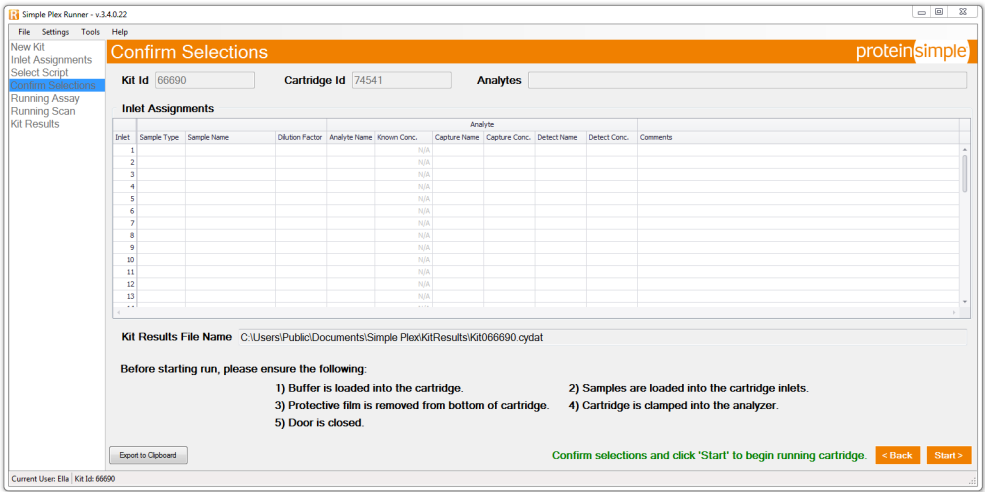 Simple Plex Runner - v.3.4.0.22
File Settings Tools Help
New Kit
Inlet Assignments
Select Script
Confirm Selections
Running Assay
Running Scan
Kit Results
Confirm Selections
proteinsimple
Kit Id 66690 Cartridge Id 74541 Analytes
Inlet Assignments
Analyte
Inlet Sample Type Sample Name Dilution Factor Analyte Name Known Conc. Capture Name Capture Conc. Detect Name Detect Conc. Comments
1 N/A
2 N/A
3 N/A
4 N/A
5 N/A
6 N/A
7 N/A
8 N/A
9 N/A
10 N/A
11 N/A
12 N/A
13 N/A
Kit Results File Name C:\Users\Public\Documents\Simple Plex\KitResults\Kit066690.cydat
Before starting run, please ensure the following:
1) Buffer is loaded into the cartridge. 2) Samples are loaded into the cartridge inlets.
3) Protective film is removed from bottom of cartridge. 4) Cartridge is clamped into the analyzer.
5) Door is closed.
Export to Clipboard Confirm selections and click 'Start' to begin running cartridge. < Back Start >
Current User: Ella Kit Id: 66690